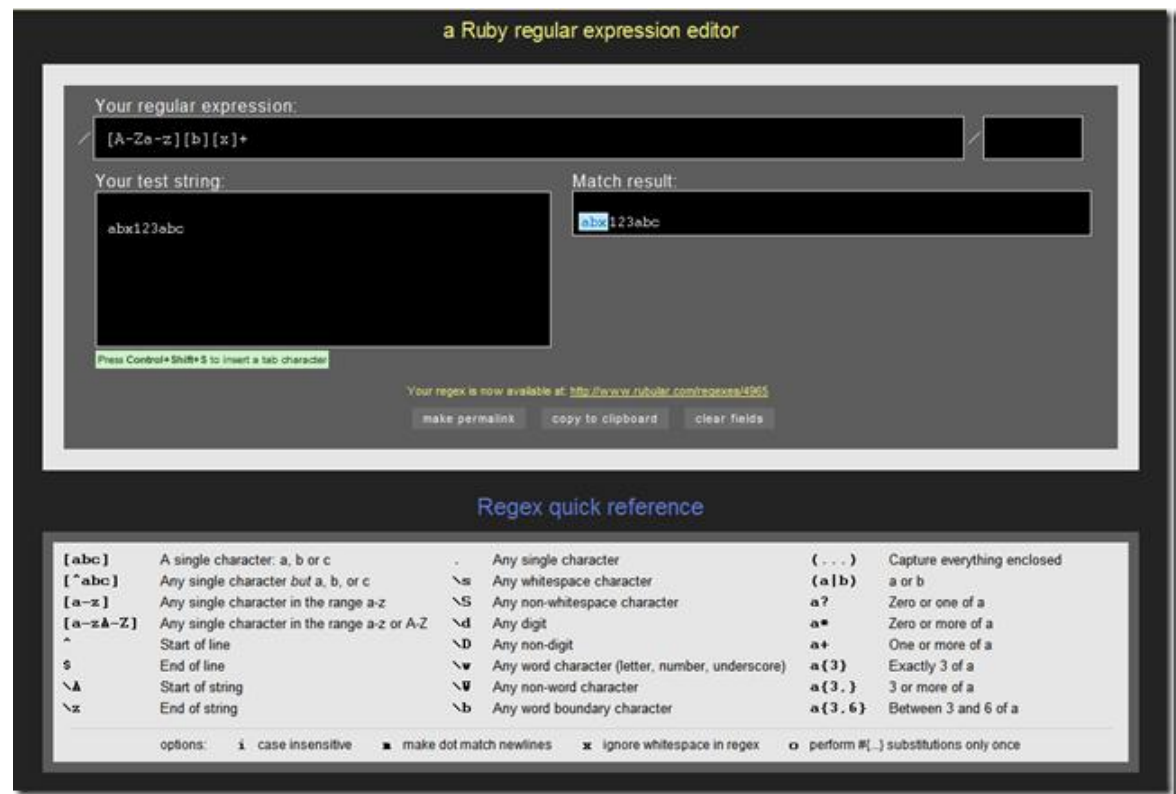 a Ruby regular expression editor
Your regular expression:
/ [A-Za-z][b][x]+ /
Your test string: Match result:
abx123abc abx123abc
Press Control+Shift+S to insert a tab character
Your regex is now available at: http://www.rubular.com/regexes/4965
make permalink copy to clipboard clear fields
Regex quick reference
[abc] A single character: a, b or c . Any single character (...) Capture everything enclosed
[^abc] Any single character but a, b, or c \s Any whitespace character (a|b) a or b
[a-z] Any single character in the range a-z \S Any non-whitespace character a? Zero or one of a
[a-zA-Z] Any single character in the range a-z or A-Z \d Any digit a* Zero or more of a
^ Start of line \D Any non-digit a+ One or more of a
$ End of line \w Any word character (letter, number, underscore) a{3} Exactly 3 of a
\A Start of string \W Any non-word character a{3,} 3 or more of a
\z End of string \b Any word boundary character a{3,6} Between 3 and 6 of a
options: i case insensitive m make dot match newlines x ignore whitespace in regex o perform #{...} substitutions only once